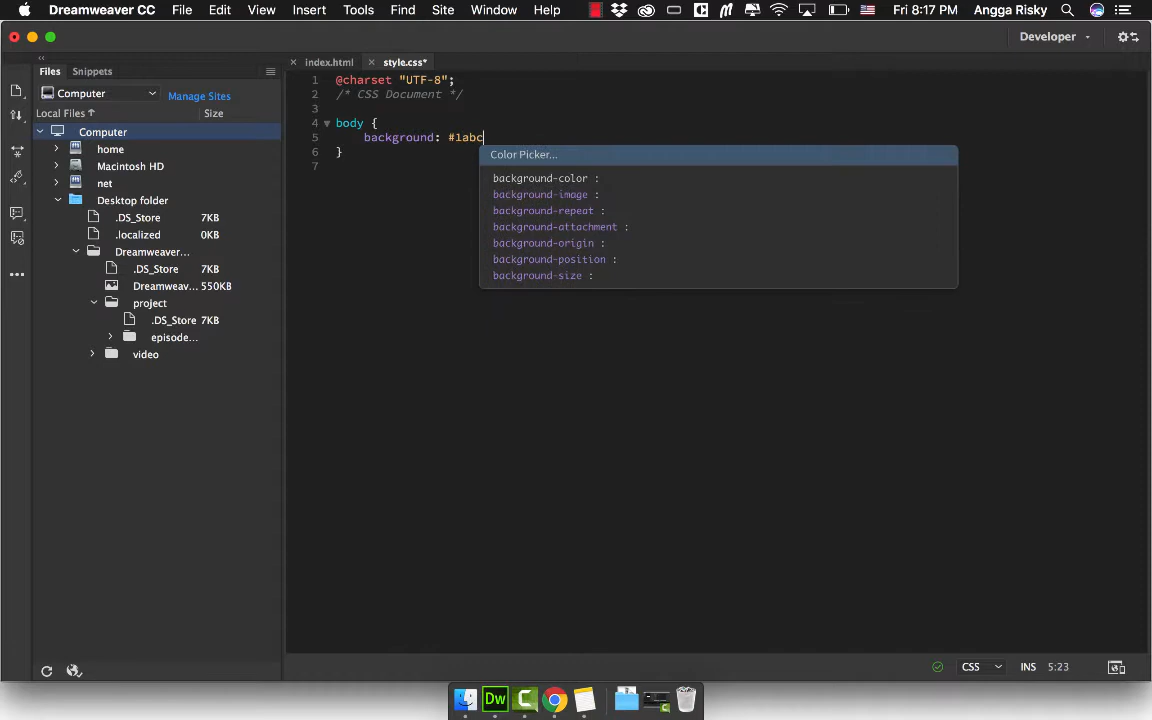 Dreamweaver CC File Edit View Insert Tools Find Site Window Help Fri 8:17 PM Angga Risky
Developer
Files Snippets
index.html style.css*
Computer Manage Sites
Local Files Size
Computer
home
Macintosh HD
net
Desktop folder
.DS_Store 7KB
.localized 0KB
Dreamweaver...
.DS_Store 7KB
Dreamweav... 550KB
project
.DS_Store 7KB
episode...
video
1 @charset "UTF-8";
2 /* CSS Document */
3
4 body {
5 background: #1abc
6 }
7
Color Picker...
background-color :
background-image :
background-repeat :
background-attachment :
background-origin :
background-position :
background-size :
CSS INS 5:23
Dw C